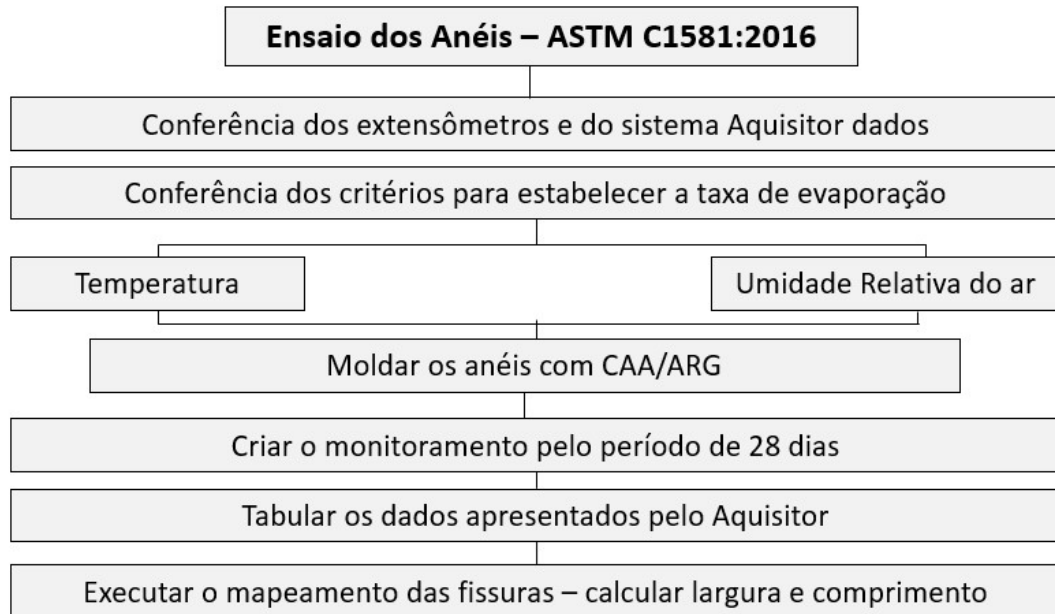 Ensaio dos Anéis – ASTM C1581:2016
Conferência dos extensômetros e do sistema Aquisitor dados
Conferência dos critérios para estabelecer a taxa de evaporação
Temperatura
Umidade Relativa do ar
Moldar os anéis com CAA/ARG
Criar o monitoramento pelo período de 28 dias
Tabular os dados apresentados pelo Aquisitor
Executar o mapeamento das fissuras – calcular largura e comprimento